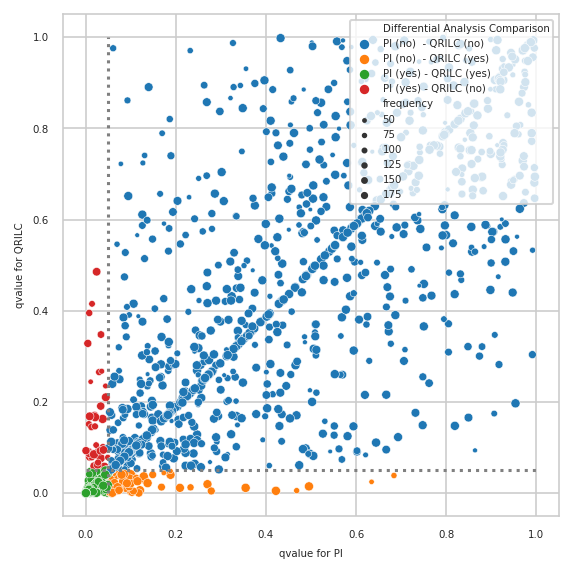 Differential Analysis Comparison
PI (no) - QRILC (no)
PI (no) - QRILC (yes)
PI (yes) - QRILC (yes)
PI (yes) - QRILC (no)
frequency
50
75
100
125
150
175
1.0
0.8
0.6
0.4
0.2
0.0
qvalue for QRILC
0.0 0.2 0.4 0.6 0.8 1.0
qvalue for PI